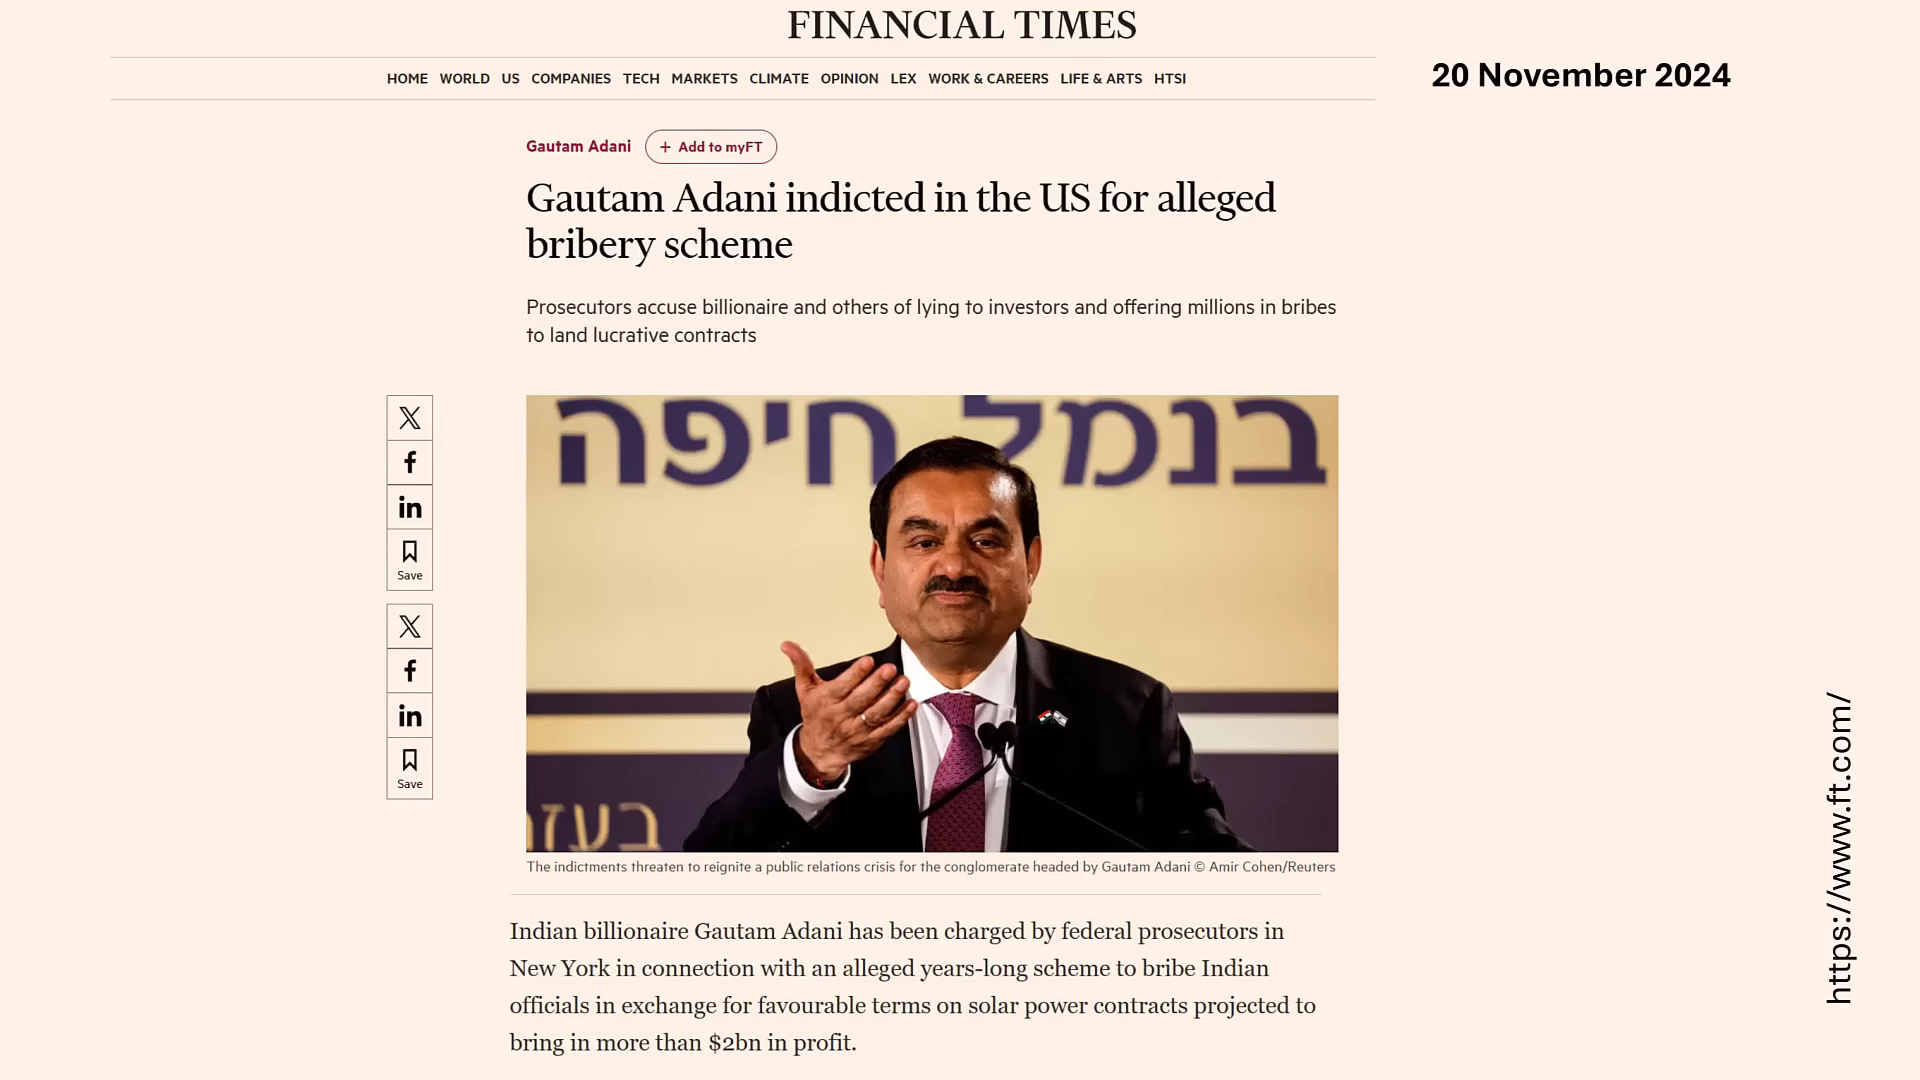 FINANCIAL TIMES
HOME WORLD US COMPANIES TECH MARKETS CLIMATE OPINION LEX WORK & CAREERS LIFE & ARTS HTSI
20 November 2024
Gautam Adani + Add to myFT
Gautam Adani indicted in the US for alleged
bribery scheme
Prosecutors accuse billionaire and others of lying to investors and offering millions in bribes
to land lucrative contracts
Save
Save
בנמל חיפה
The indictments threaten to reignite a public relations crisis for the conglomerate headed by Gautam Adani © Amir Cohen/Reuters
Indian billionaire Gautam Adani has been charged by federal prosecutors in
New York in connection with an alleged years-long scheme to bribe Indian
officials in exchange for favourable terms on solar power contracts projected to
bring in more than $2bn in profit.
https://www.ft.com/